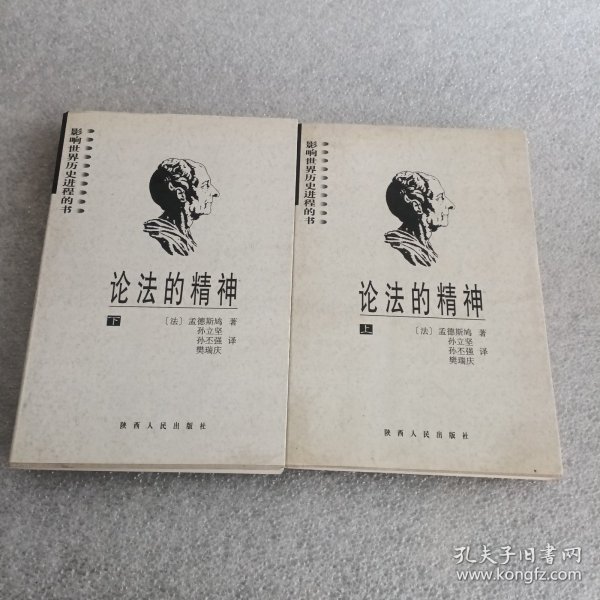 影响世界历史进程的书
论法的精神
下
〔法〕孟德斯鸠 著
孙立坚
孙丕强 译
樊瑞庆
陕西人民出版社
影响世界历史进程的书
论法的精神
上
〔法〕孟德斯鸠 著
孙立坚
孙丕强 译
樊瑞庆
陕西人民出版社
孔夫子旧书网
www.kongfz.com